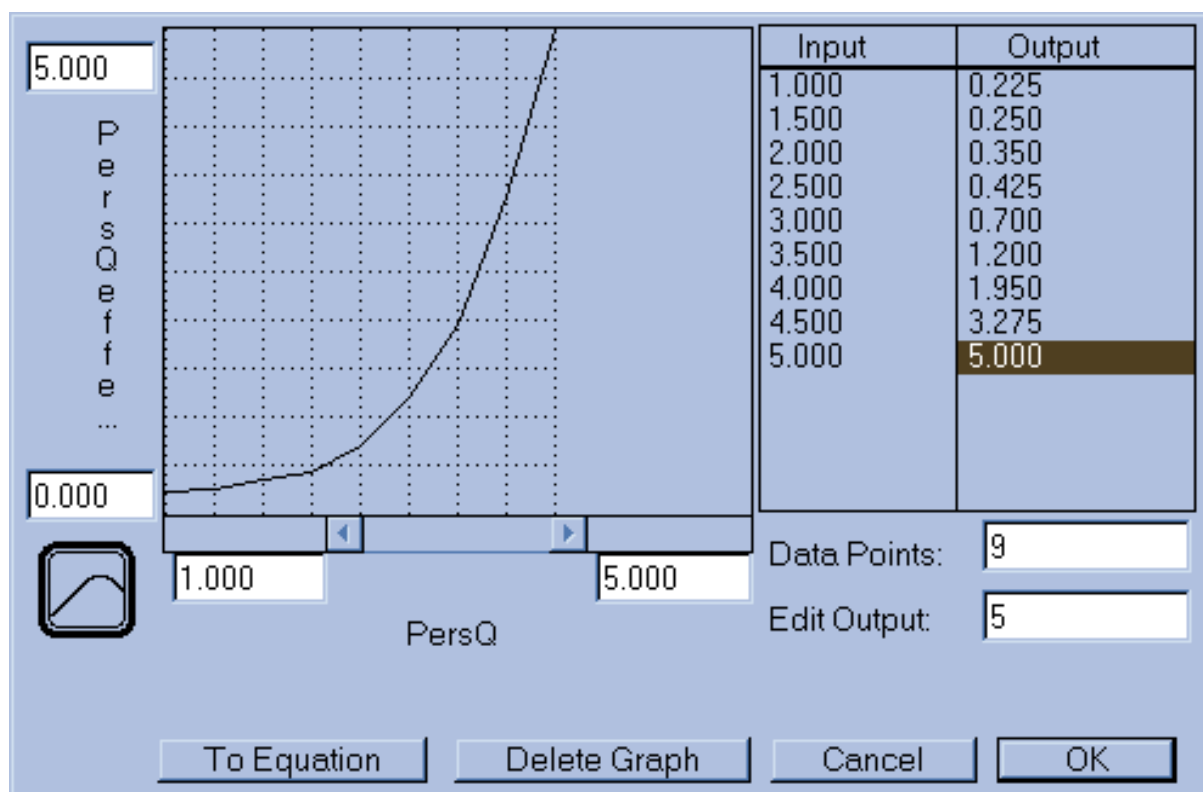 5.000
PersQeffe...
0.000
1.000
5.000
PersQ
Input Output
1.000 0.225
1.500 0.250
2.000 0.350
2.500 0.425
3.000 0.700
3.500 1.200
4.000 1.950
4.500 3.275
5.000 5.000
Data Points: 9
Edit Output: 5
To Equation Delete Graph Cancel OK